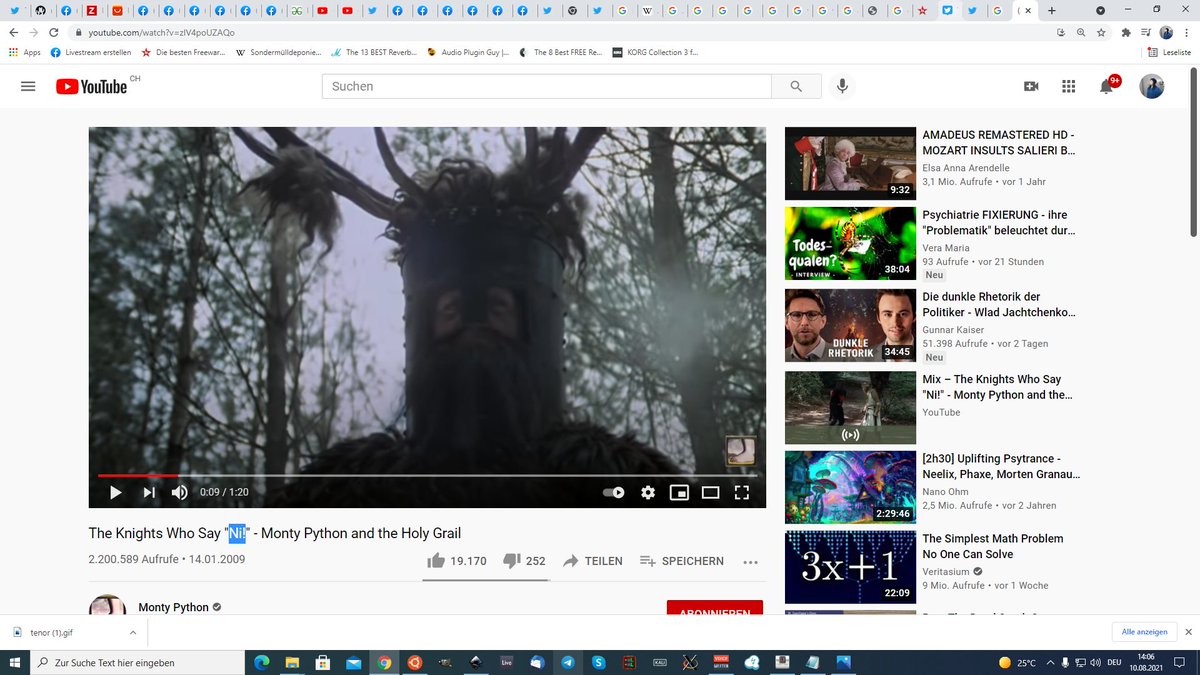 youtube.com/watch?v=zIV4poUZAQo
Apps
Livestream erstellen
Die besten Freewar...
Sondermülldeponie...
The 13 BEST Reverb...
Audio Plugin Guy |...
The 8 Best FREE Re...
KORG Collection 3 f...
Leseliste
YouTube CH
Suchen
9+
0:09 / 1:20
The Knights Who Say "Ni!" - Monty Python and the Holy Grail
2.200.589 Aufrufe • 14.01.2009
19.170
252
TEILEN
SPEICHERN
Monty Python
ABONNIEREN
9:32
AMADEUS REMASTERED HD -
MOZART INSULTS SALIERI B...
Elsa Anna Arendelle
3,1 Mio. Aufrufe • vor 1 Jahr
Todes-
qualen?
- INTERVIEW -
38:04
Psychiatrie FIXIERUNG - ihre
"Problematik" beleuchtet dur...
Vera Maria
93 Aufrufe • vor 21 Stunden
Neu
DUNKLE
RHETORIK
34:45
Die dunkle Rhetorik der
Politiker - Wlad Jachtchenko...
Gunnar Kaiser
51.398 Aufrufe • vor 2 Tagen
Neu
Mix – The Knights Who Say
"Ni!" - Monty Python and the...
YouTube
2:29:46
[2h30] Uplifting Psytrance -
Neelix, Phaxe, Morten Granau...
Nano Ohm
2,5 Mio. Aufrufe • vor 2 Jahren
3x+1
22:09
The Simplest Math Problem
No One Can Solve
Veritasium
9 Mio. Aufrufe • vor 1 Woche
tenor (1).gif
Alle anzeigen
Zur Suche Text hier eingeben
Live
25°C
DEU
14:06
10.08.2021